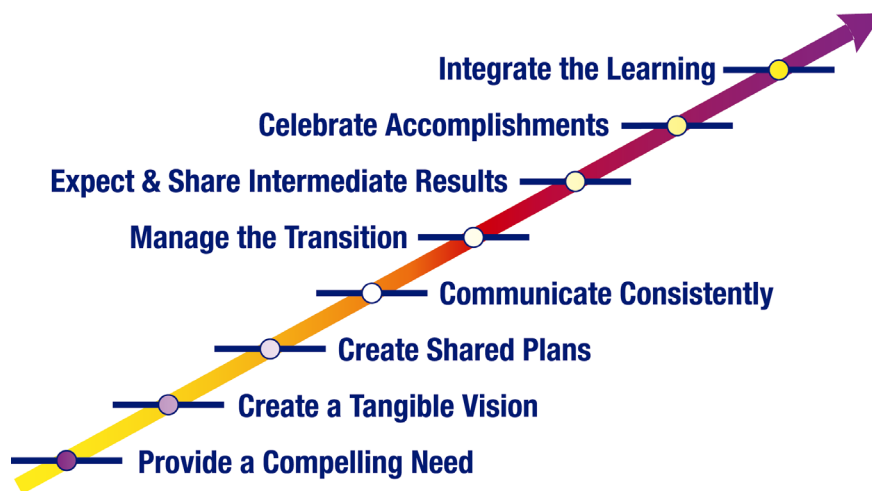 Integrate the Learning
Celebrate Accomplishments
Expect & Share Intermediate Results
Manage the Transition
Communicate Consistently
Create Shared Plans
Create a Tangible Vision
Provide a Compelling Need